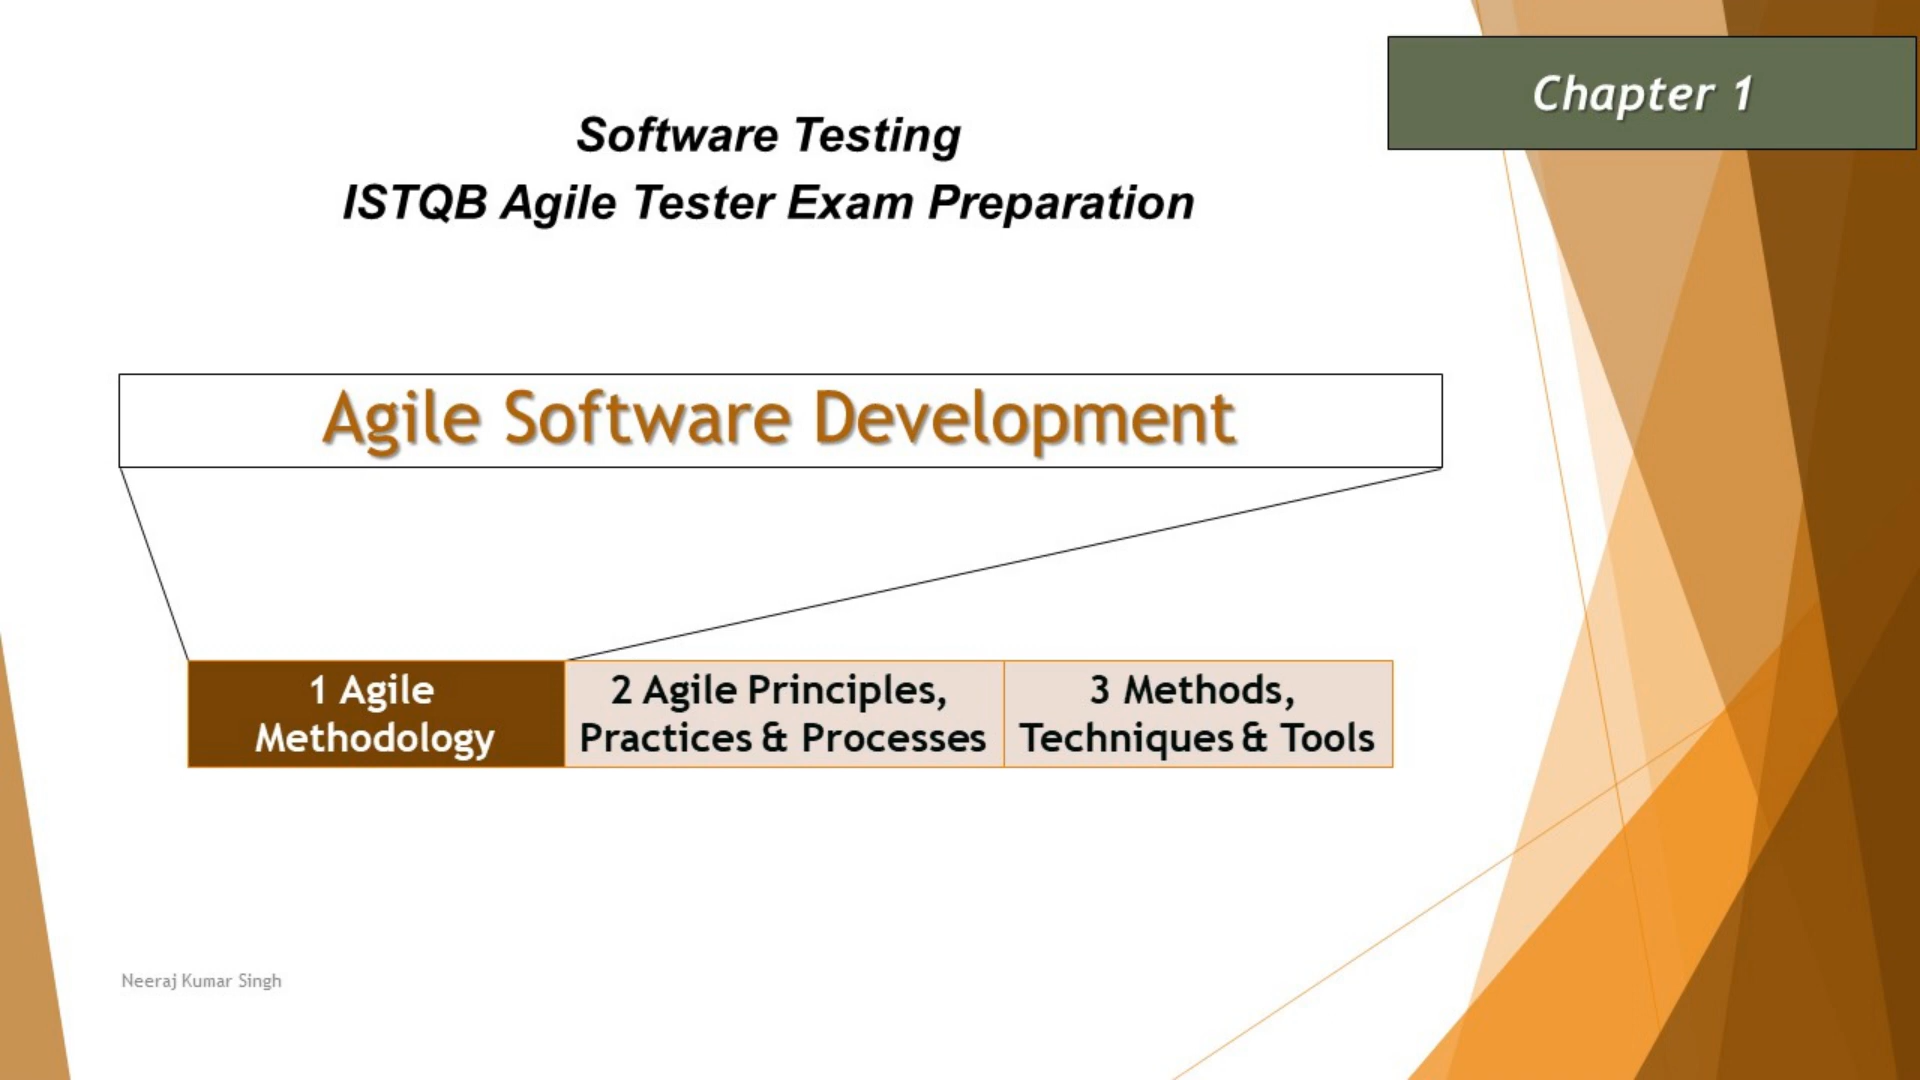 Chapter 1
Software Testing
ISTQB Agile Tester Exam Preparation
Agile Software Development
1 Agile
Methodology
2 Agile Principles,
Practices & Processes
3 Methods,
Techniques & Tools
Neeraj Kumar Singh